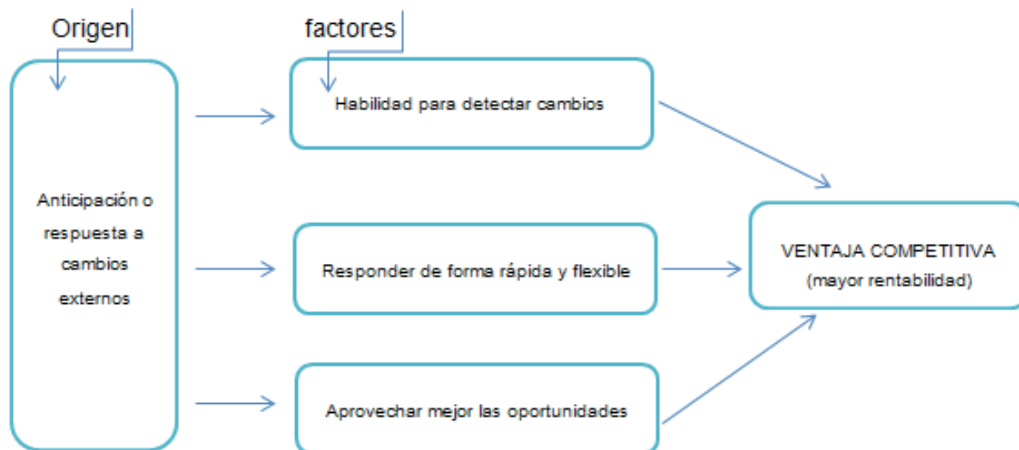 Origen
factores
Habilidad para detectar cambios
Anticipación o
respuesta a
cambios
externos
Responder de forma rápida y flexible
VENTAJA COMPETITIVA
(mayor rentabilidad)
Aprovechar mejor las oportunidades